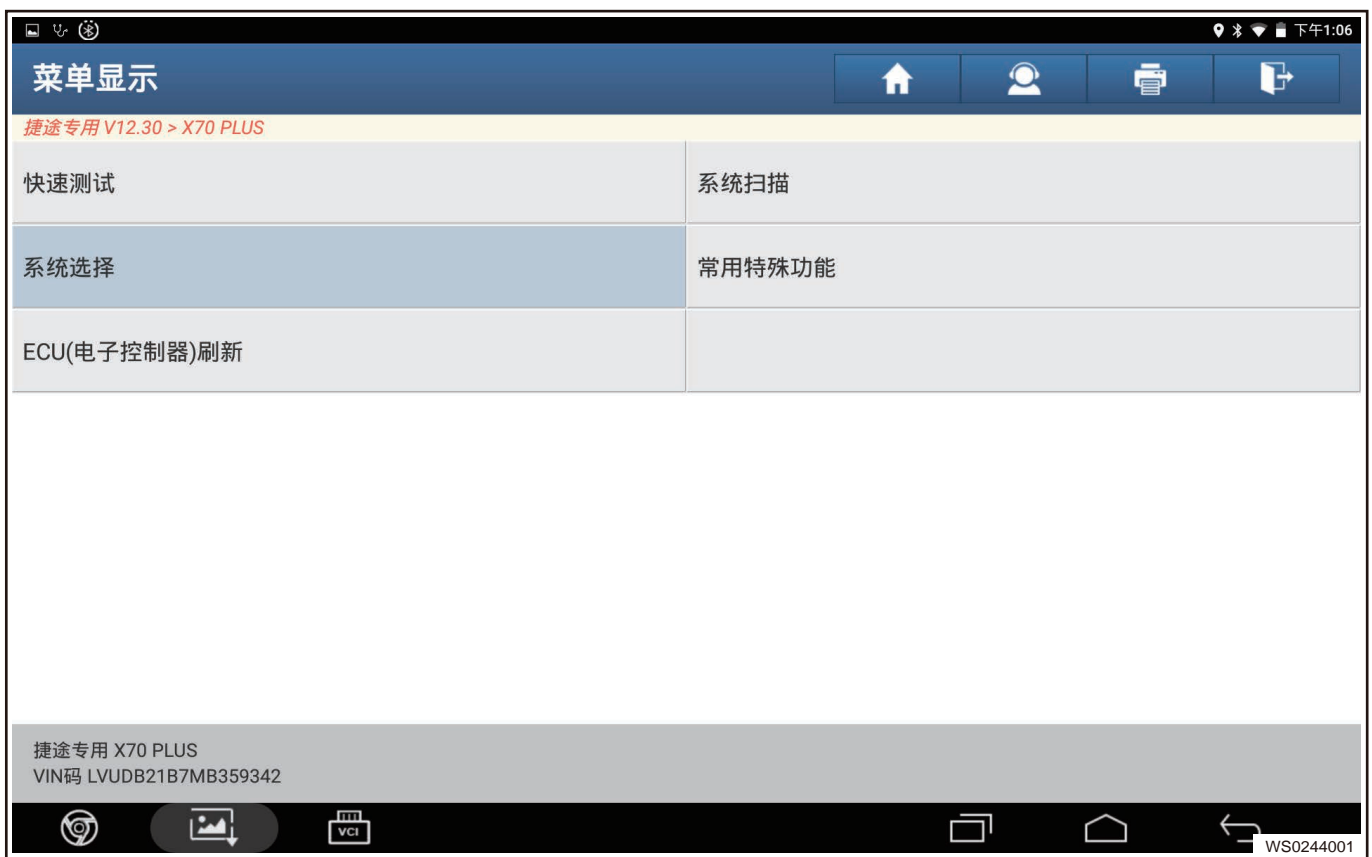 下午1:06
菜单显示
捷途专用 V12.30 > X70 PLUS
快速测试
系统扫描
系统选择
常用特殊功能
ECU(电子控制器)刷新
捷途专用 X70 PLUS
VIN码 LVUDB21B7MB359342
VCI
WS0244001